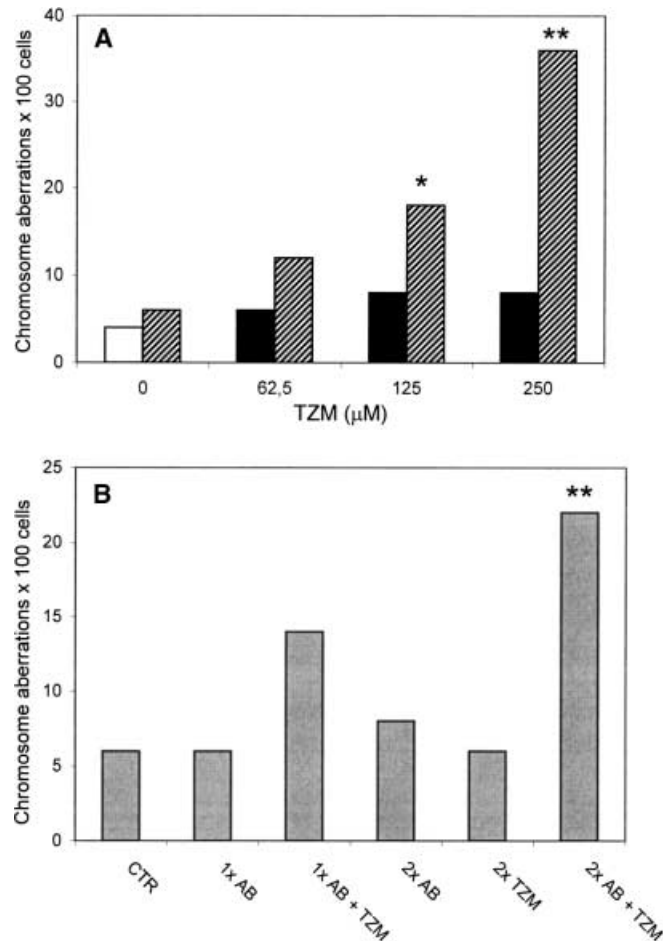 A
Chromosome aberrations x 100 cells
40
30
20
10
0
*
**
0 62,5 125 250
TZM (μM)
B
Chromosome aberrations x 100 cells
25
20
15
10
5
0
**
CTR 1x AB 1x AB + TZM 2x AB 2x TZM 2x AB + TZM